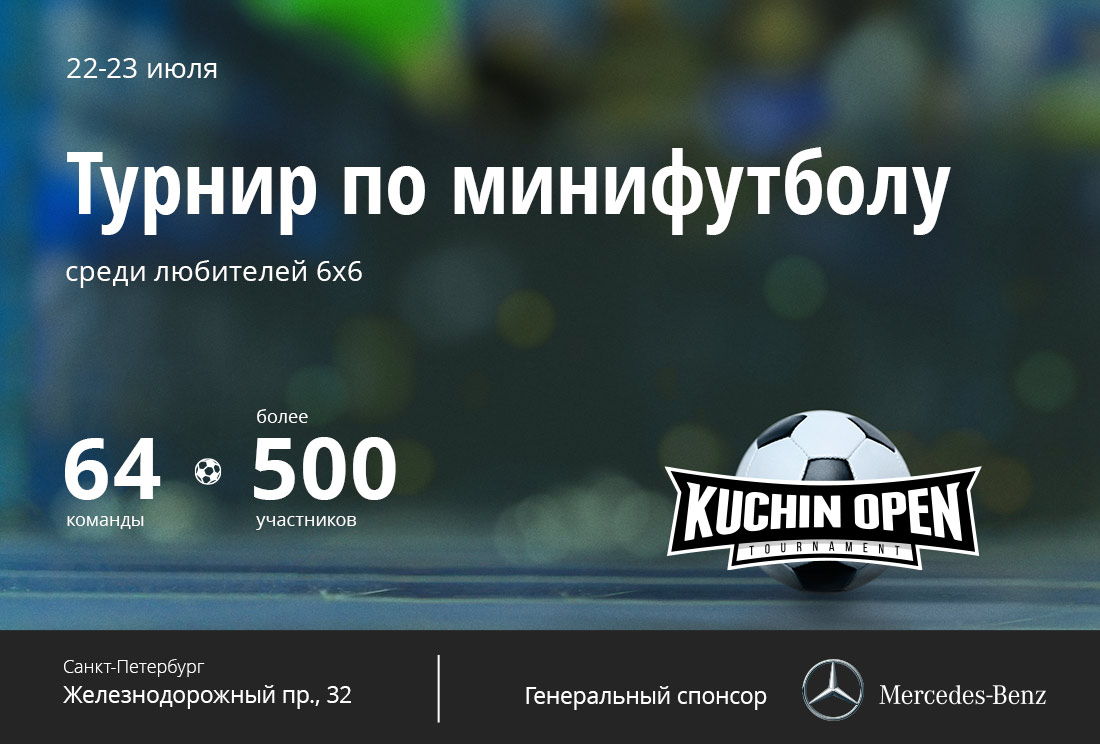 22-23 июля
Турнир по минифутболу
среди любителей 6х6
64
команды
более
500
участников
KUCHIN OPEN
TOURNAMENT
Санкт-Петербург
Железнодорожный пр., 32
Генеральный спонсор
Mercedes-Benz